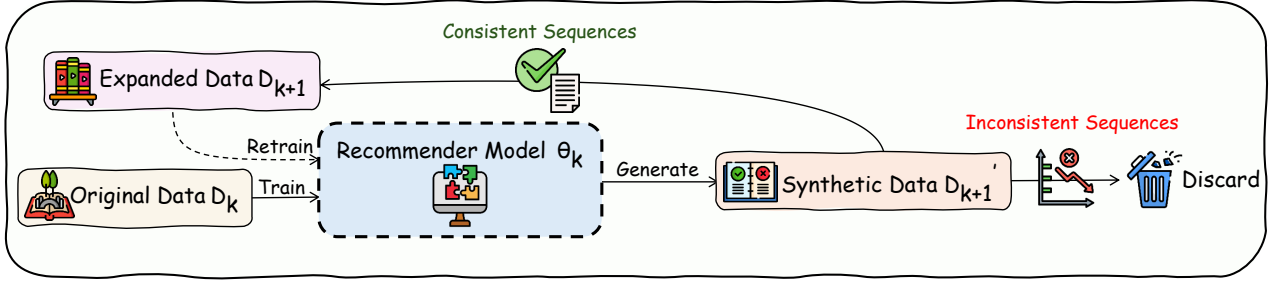 Consistent Sequences
Expanded Data D_{k+1}
Inconsistent Sequences
Retrain
Recommender Model θ_k
Generate
Original Data D_k
Train
Synthetic Data D_{k+1}'
Discard